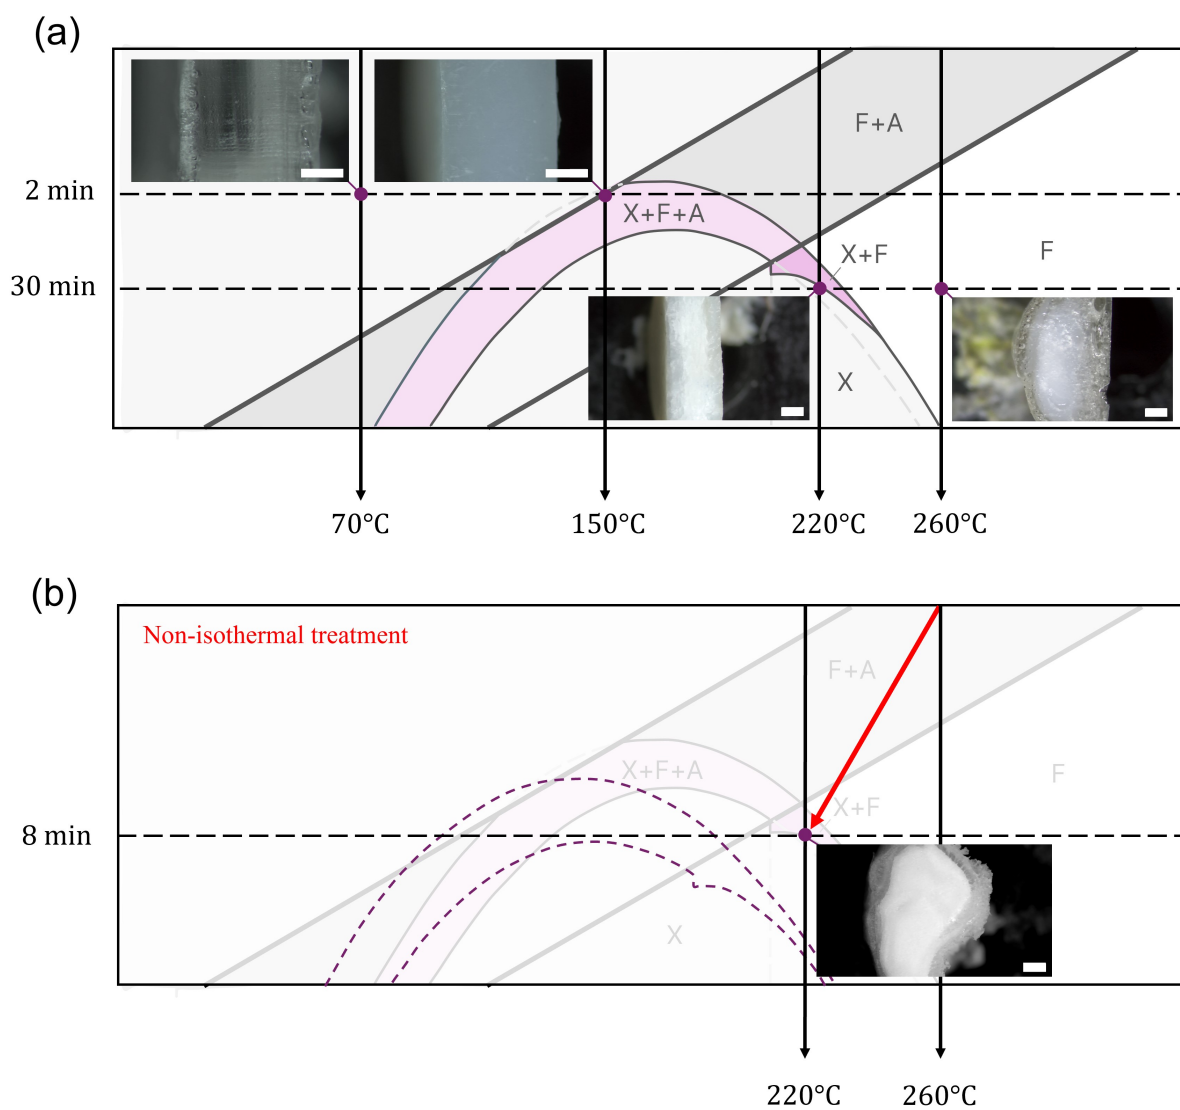 (a)
F+A
2 min
X+F+A
X+F
F
30 min
X
70°C
150°C
220°C
260°C
(b)
Non-isothermal treatment
F+A
X+F+A
F
X+F
8 min
X
220°C
260°C